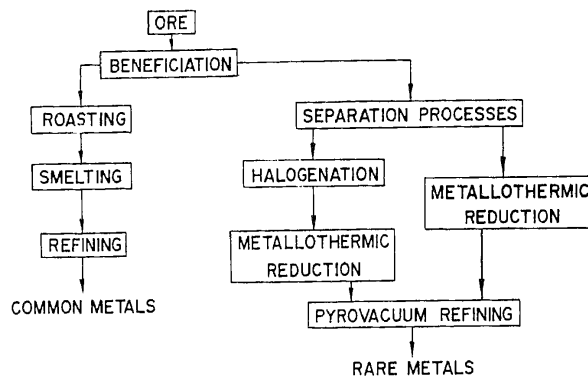 ORE
BENEFICIATION
ROASTING
SEPARATION PROCESSES
SMELTING
HALOGENATION
METALLOTHERMIC
REDUCTION
REFINING
METALLOTHERMIC
REDUCTION
COMMON METALS
PYROVACUUM REFINING
RARE METALS